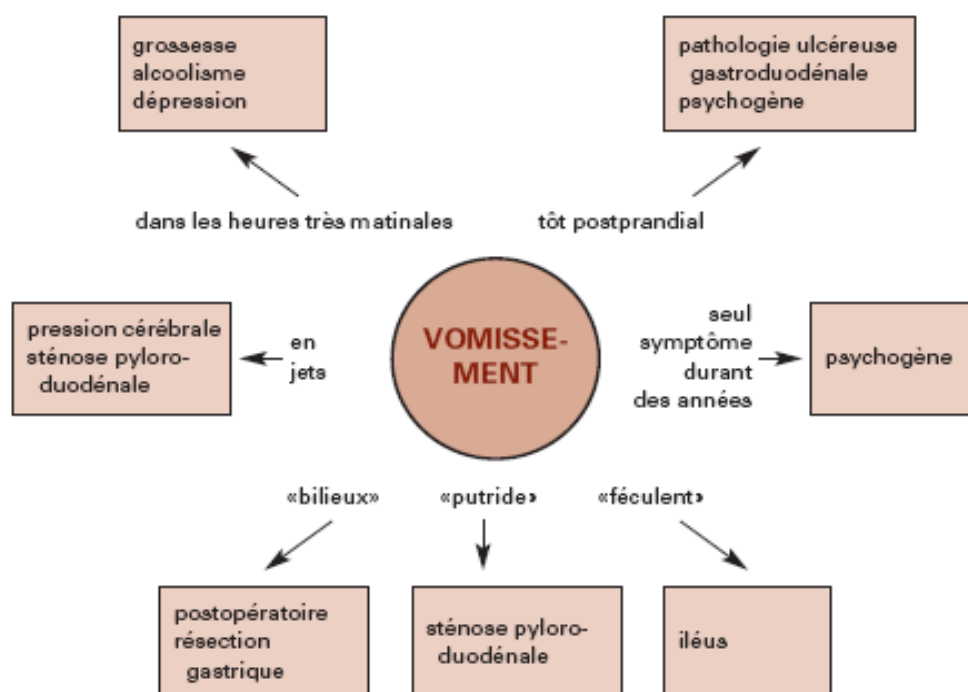 grossesse
alcoolisme
dépression
pathologie ulcéreuse
gastroduodénale
psychogène
dans les heures très matinales
tôt postprandial
pression cérébrale
sténose pyloro-
duodénale
en
jets
VOMISSE-
MENT
seul
symptôme
durant
des années
psychogène
«bilieux»
«putride»
«féculent»
postopératoire
résection
gastrique
sténose pyloro-
duodénale
iléus